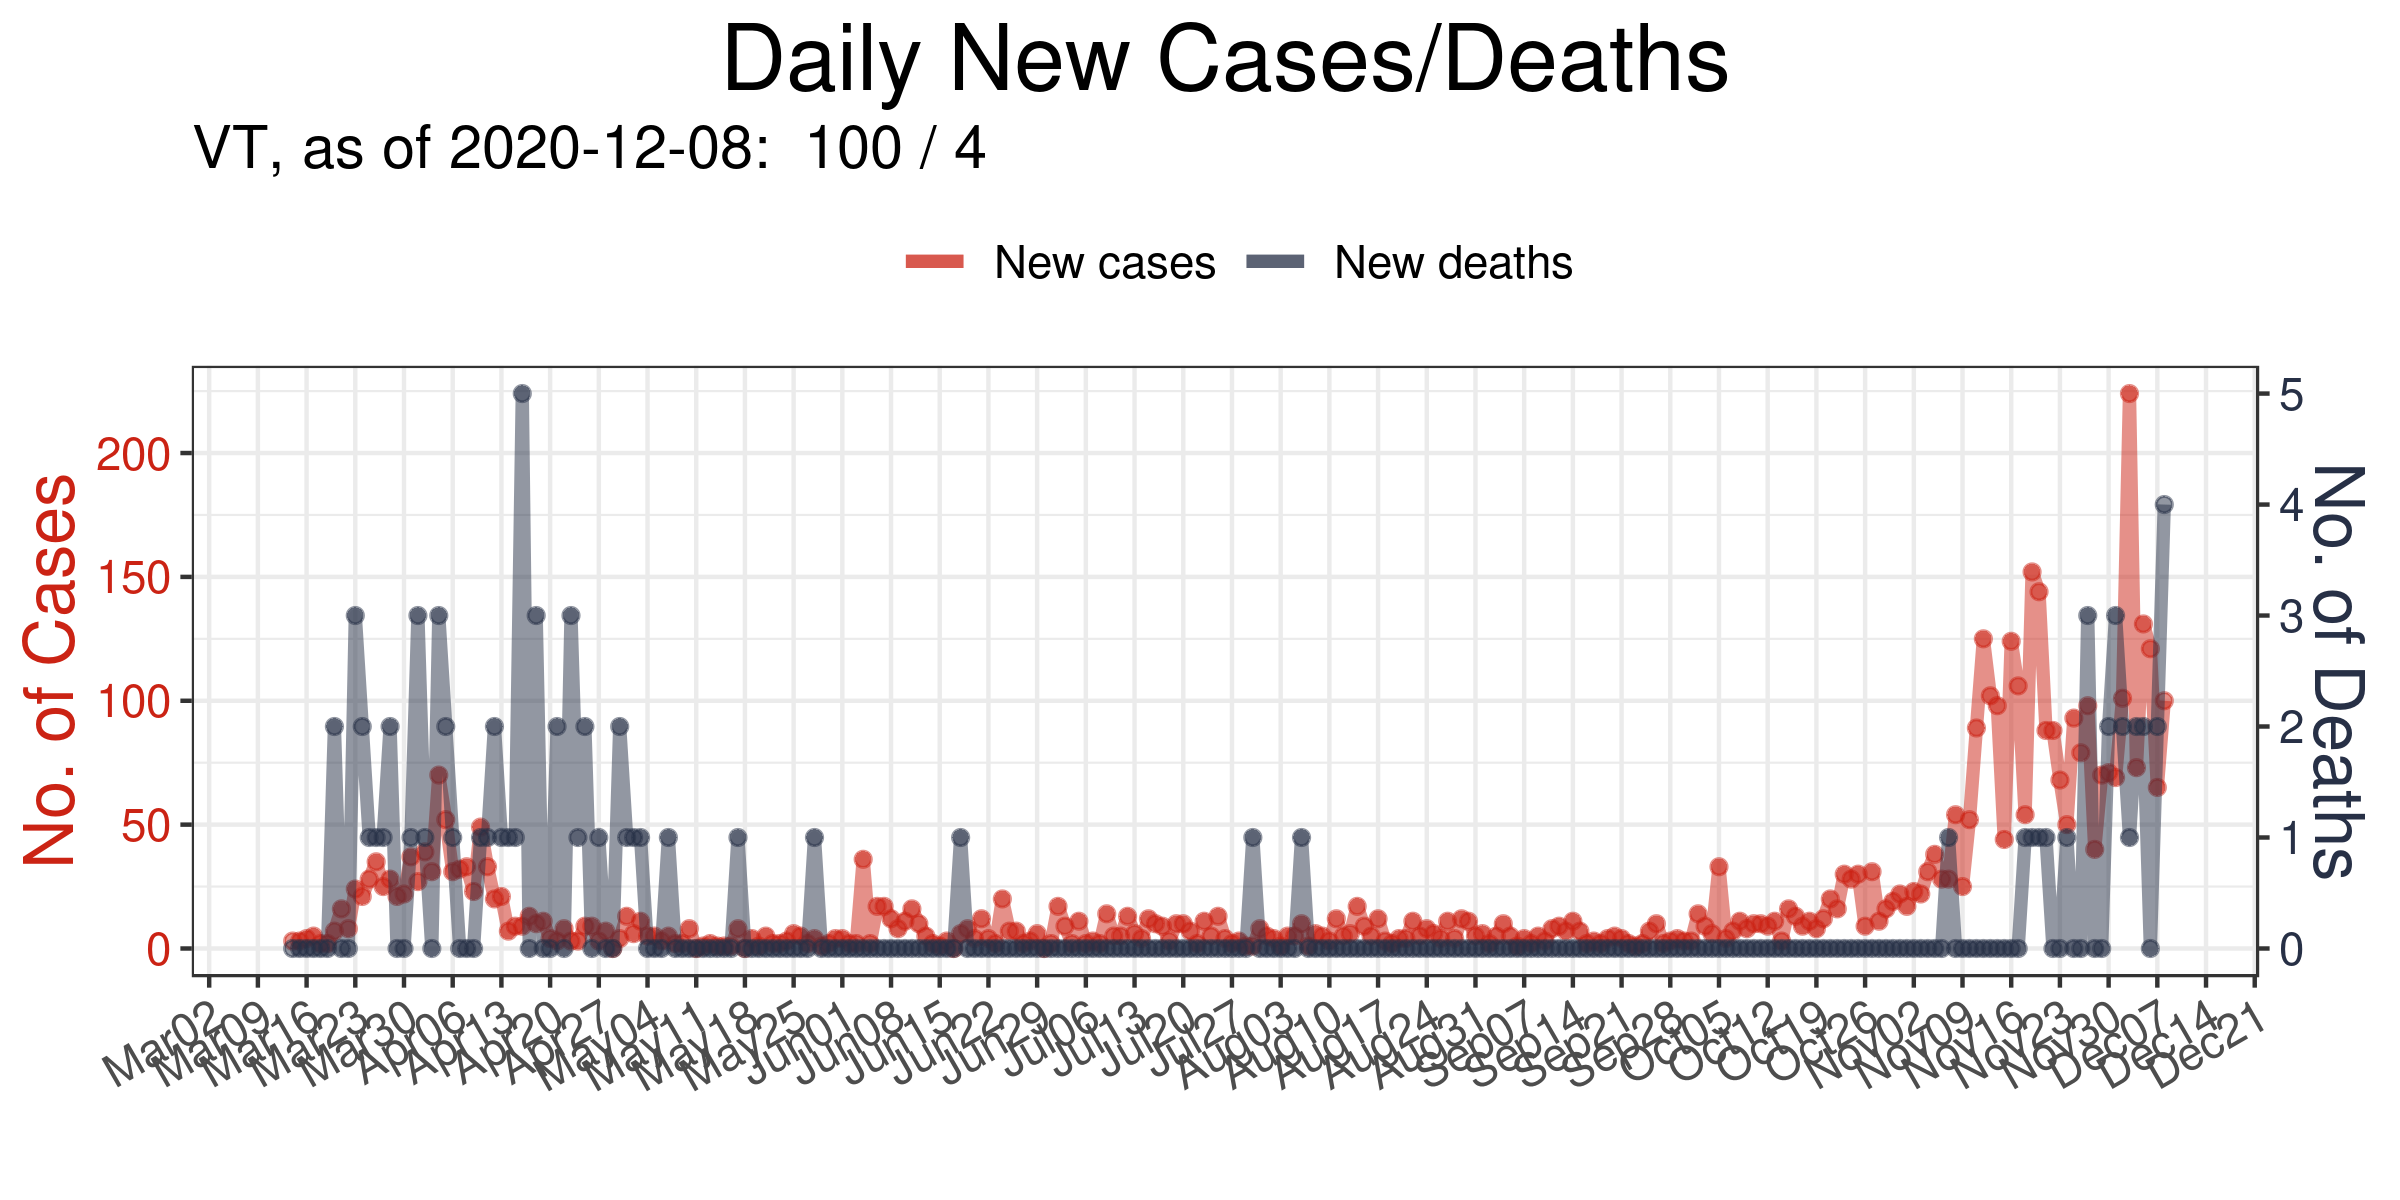 Daily New Cases/Deaths
VT, as of 2020-12-08:  100 / 4
New cases
New deaths
No. of Cases
200
150
100
50
0
5
4
3
2
1
0
No. of Deaths
Mar02
Mar09
Mar16
Mar23
Mar30
Apr06
Apr13
Apr20
Apr27
May04
May11
May18
May25
Jun01
Jun08
Jun15
Jun22
Jun29
Jul06
Jul13
Jul20
Jul27
Aug03
Aug10
Aug17
Aug24
Aug31
Sep07
Sep14
Sep21
Sep28
Oct05
Oct12
Oct19
Oct26
Nov02
Nov09
Nov16
Nov23
Nov30
Dec07
Dec14
Dec21